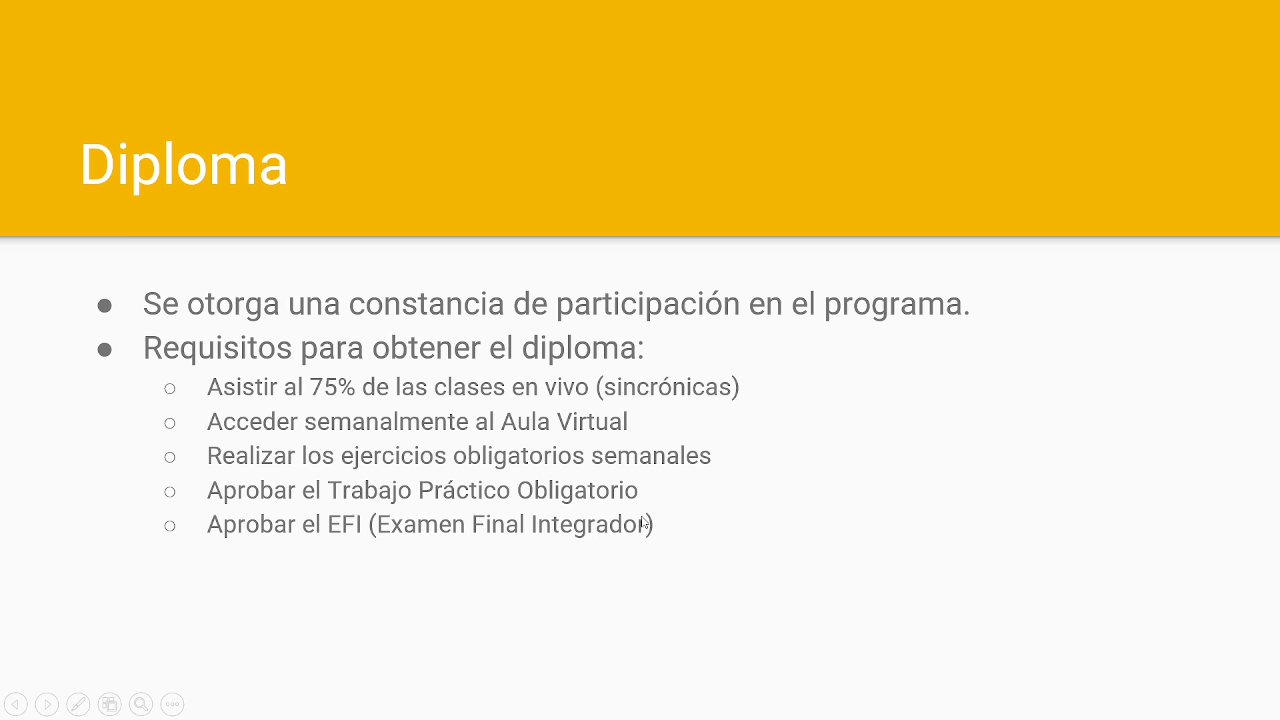 Diploma
● Se otorga una constancia de participación en el programa.
● Requisitos para obtener el diploma:
○ Asistir al 75% de las clases en vivo (sincrónicas)
○ Acceder semanalmente al Aula Virtual
○ Realizar los ejercicios obligatorios semanales
○ Aprobar el Trabajo Práctico Obligatorio
○ Aprobar el EFI (Examen Final Integrador)